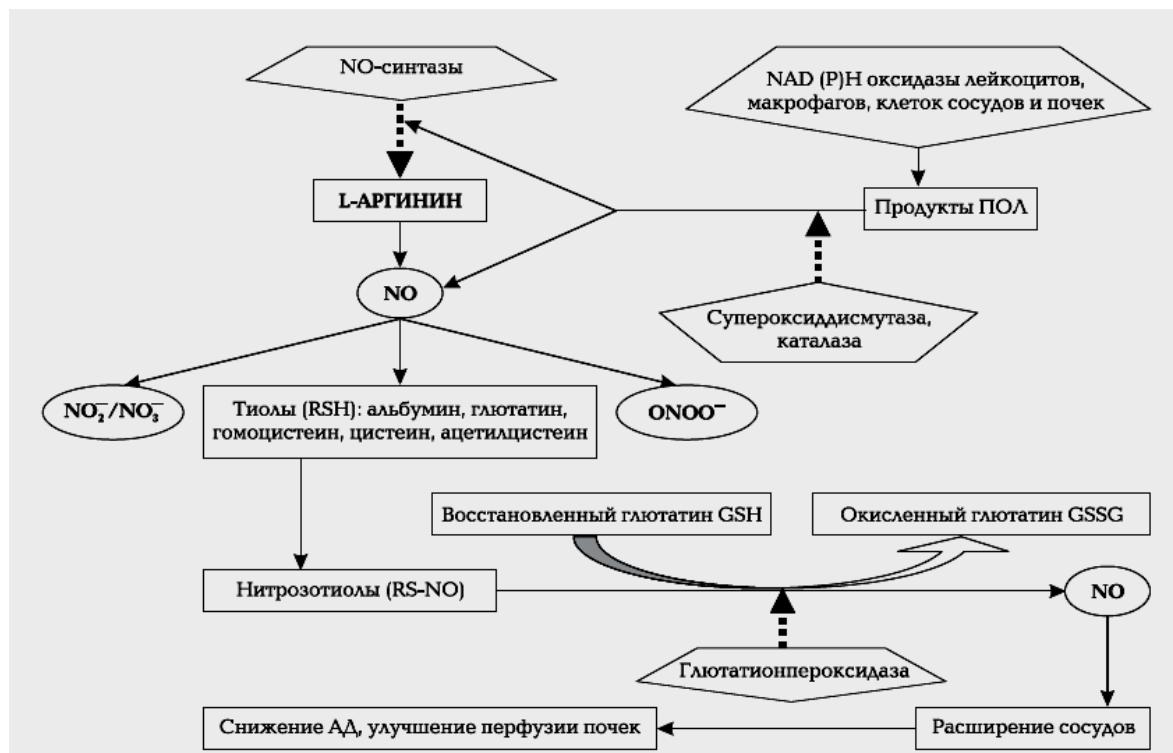 NO-синтазы
NAD (P)H оксидазы лейкоцитов,
макрофагов, клеток сосудов и почек
L-АРГИНИН
Продукты ПОЛ
NO
Супероксиддисмутаза,
каталаза
NO₂⁻/NO₃⁻
Тиолы (RSH): альбумин, глютатин,
гомоцистеин, цистеин, ацетилцистеин
ONOO⁻
Восстановленный глютатин GSH
Окисленный глютатин GSSG
Нитрозотиолы (RS-NO)
NO
Глютатионпероксидаза
Снижение АД, улучшение перфузии почек
Расширение сосудов